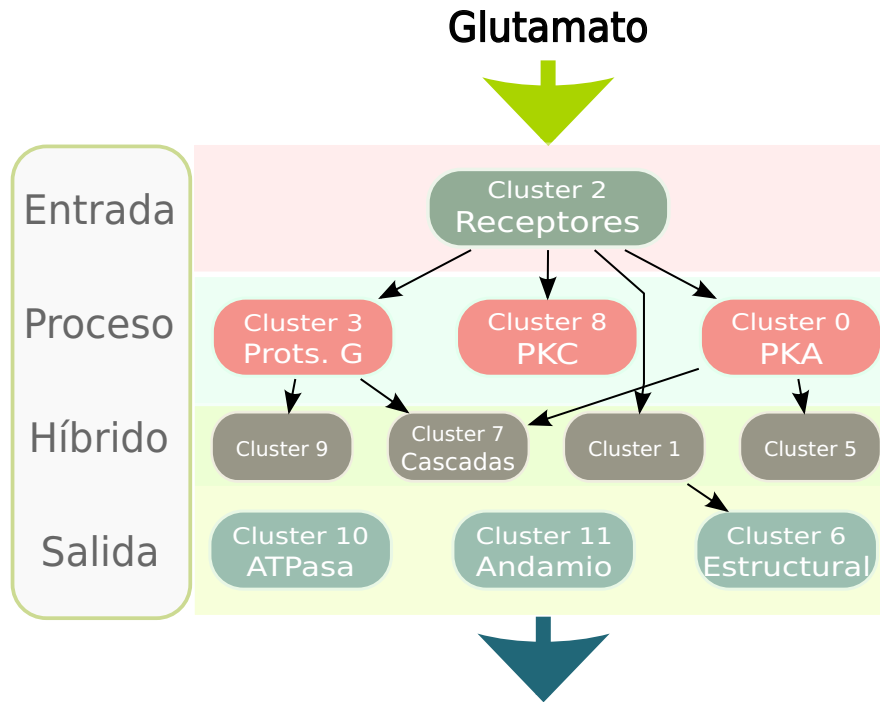 Glutamato
Entrada
Cluster 2
Receptores
Proceso
Cluster 3
Prots. G
Cluster 8
PKC
Cluster 0
PKA
Híbrido
Cluster 9
Cluster 7
Cascadas
Cluster 1
Cluster 5
Salida
Cluster 10
ATPasa
Cluster 11
Andamio
Cluster 6
Estructural